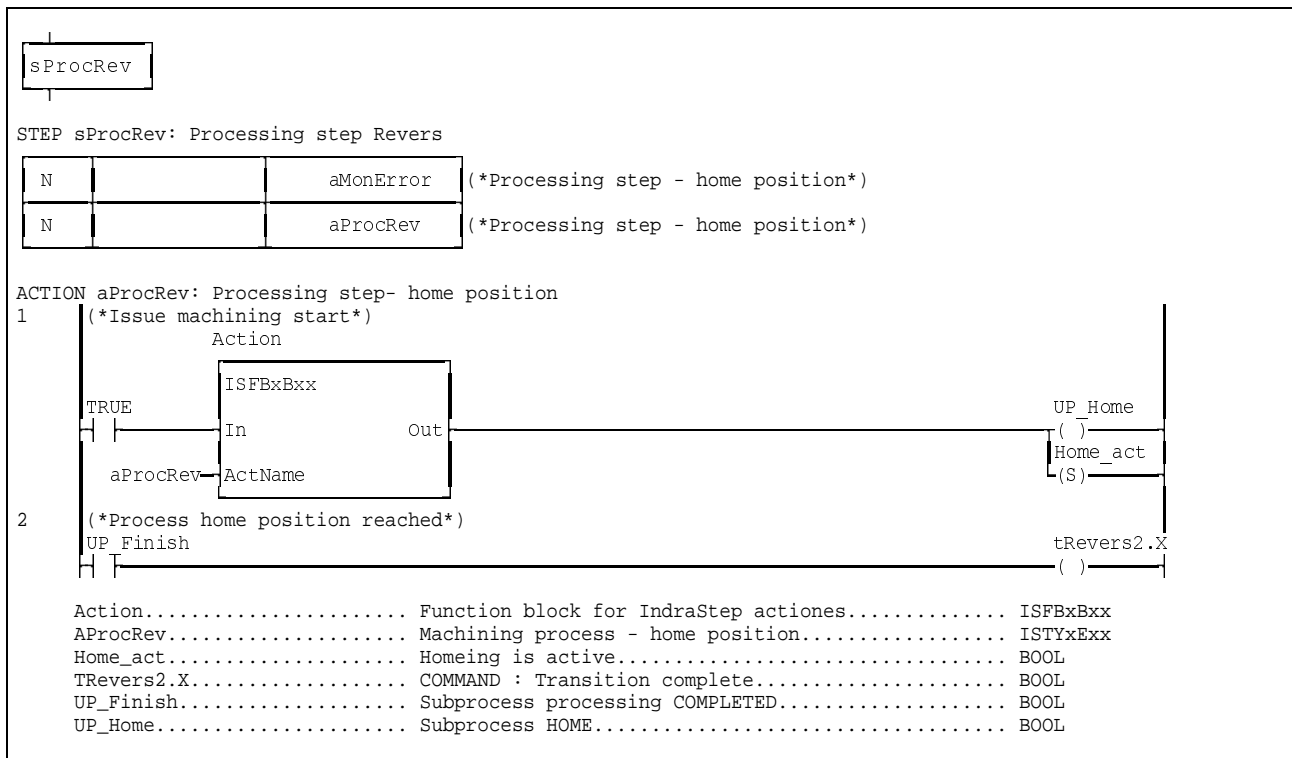 sProcRev
STEP sProcRev: Processing step Revers
N aMonError (*Processing step - home position*)
N aProcRev (*Processing step - home position*)
ACTION aProcRev: Processing step- home position
1 (*Issue machining start*)
Action
ISFBxBxx
TRUE UP_Home
In Out ( )
Home_act
aProcRev ActName (S)
2 (*Process home position reached*)
UP_Finish tRevers2.X
( )
Action....................... Function block for IndraStep actiones.............. ISFBxBxx
AProcRev..................... Machining process - home position.................. ISTYxExx
Home_act..................... Homeing is active.................................. BOOL
TRevers2.X................... COMMAND : Transition complete...................... BOOL
UP_Finish.................... Subprocess processing COMPLETED.................... BOOL
UP_Home...................... Subprocess HOME.................................... BOOL